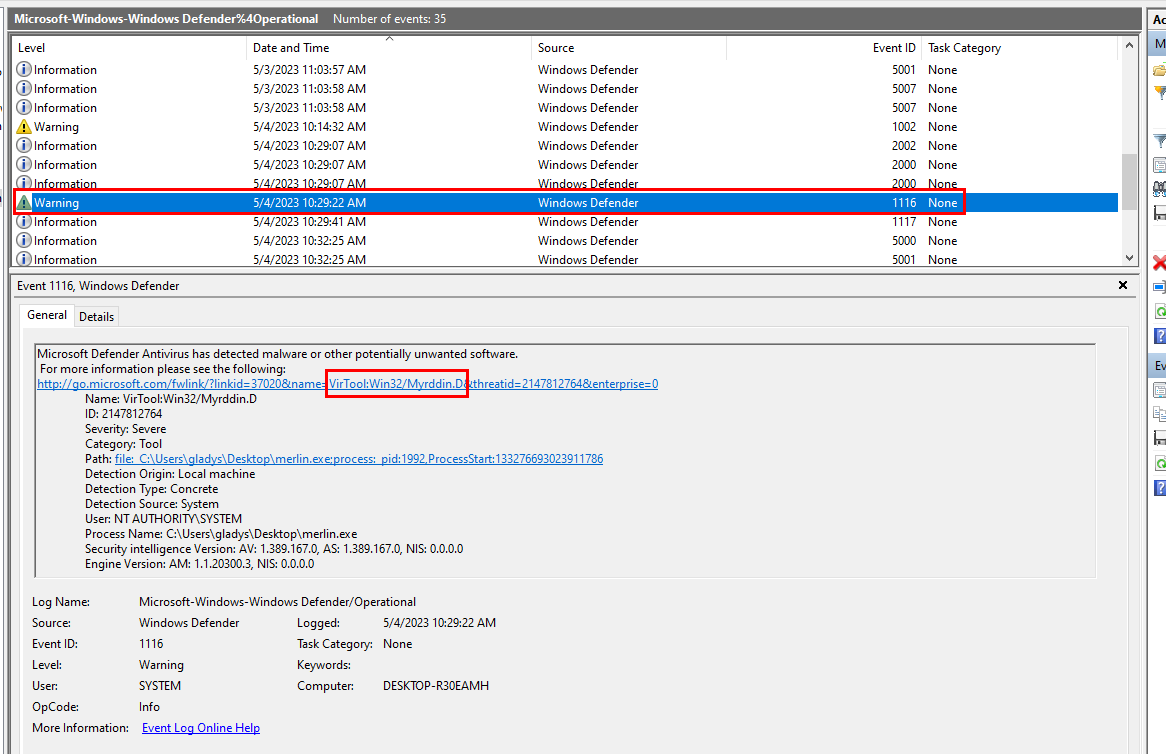 Microsoft-Windows-Windows Defender%4Operational Number of events: 35
Level Date and Time Source Event ID Task Category
Information 5/3/2023 11:03:57 AM Windows Defender 5001 None
Information 5/3/2023 11:03:58 AM Windows Defender 5007 None
Information 5/3/2023 11:03:58 AM Windows Defender 5007 None
Warning 5/4/2023 10:14:32 AM Windows Defender 1002 None
Information 5/4/2023 10:29:07 AM Windows Defender 2002 None
Information 5/4/2023 10:29:07 AM Windows Defender 2000 None
Information 5/4/2023 10:29:07 AM Windows Defender 2000 None
Warning 5/4/2023 10:29:22 AM Windows Defender 1116 None
Information 5/4/2023 10:29:41 AM Windows Defender 1117 None
Information 5/4/2023 10:32:25 AM Windows Defender 5000 None
Information 5/4/2023 10:32:25 AM Windows Defender 5001 None
Event 1116, Windows Defender
General Details
Microsoft Defender Antivirus has detected malware or other potentially unwanted software.
For more information please see the following:
http://go.microsoft.com/fwlink/?linkid=37020&name=VirTool:Win32/Myrddin.D&threatid=2147812764&enterprise=0
Name: VirTool:Win32/Myrddin.D
ID: 2147812764
Severity: Severe
Category: Tool
Path: file:_C:\Users\gladys\Desktop\merlin.exe;process:_pid:1992,ProcessStart:133276693023911786
Detection Origin: Local machine
Detection Type: Concrete
Detection Source: System
User: NT AUTHORITY\SYSTEM
Process Name: C:\Users\gladys\Desktop\merlin.exe
Security intelligence Version: AV: 1.389.167.0, AS: 1.389.167.0, NIS: 0.0.0.0
Engine Version: AM: 1.1.20300.3, NIS: 0.0.0.0
Log Name: Microsoft-Windows-Windows Defender/Operational
Source: Windows Defender Logged: 5/4/2023 10:29:22 AM
Event ID: 1116 Task Category: None
Level: Warning Keywords:
User: SYSTEM Computer: DESKTOP-R30EAMH
OpCode: Info
More Information: Event Log Online Help